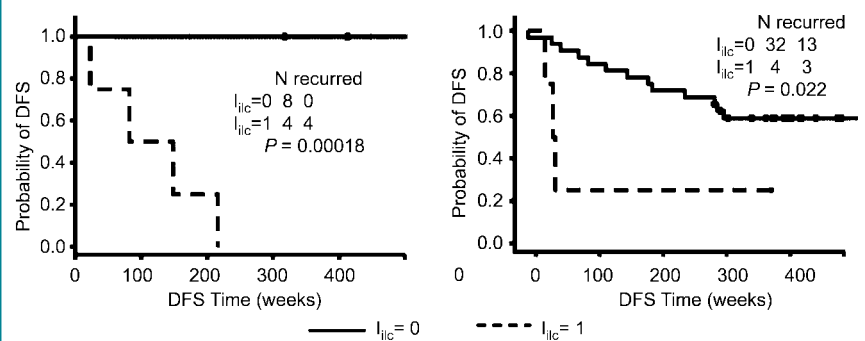 Probability of DFS
1.0
0.8
0.6
0.4
0.2
0.0
N recurred
Iilc=0 8 0
Iilc=1 4 4
P = 0.00018
0 100 200 300 400
DFS Time (weeks)
Probability of DFS
1.0
0.8
0.6
0.4
0.2
0.0
N recurred
Iilc=0 32 13
Iilc=1 4 3
P = 0.022
0 0 100 200 300 400
DFS Time (weeks)
Iilc= 0 Iilc= 1